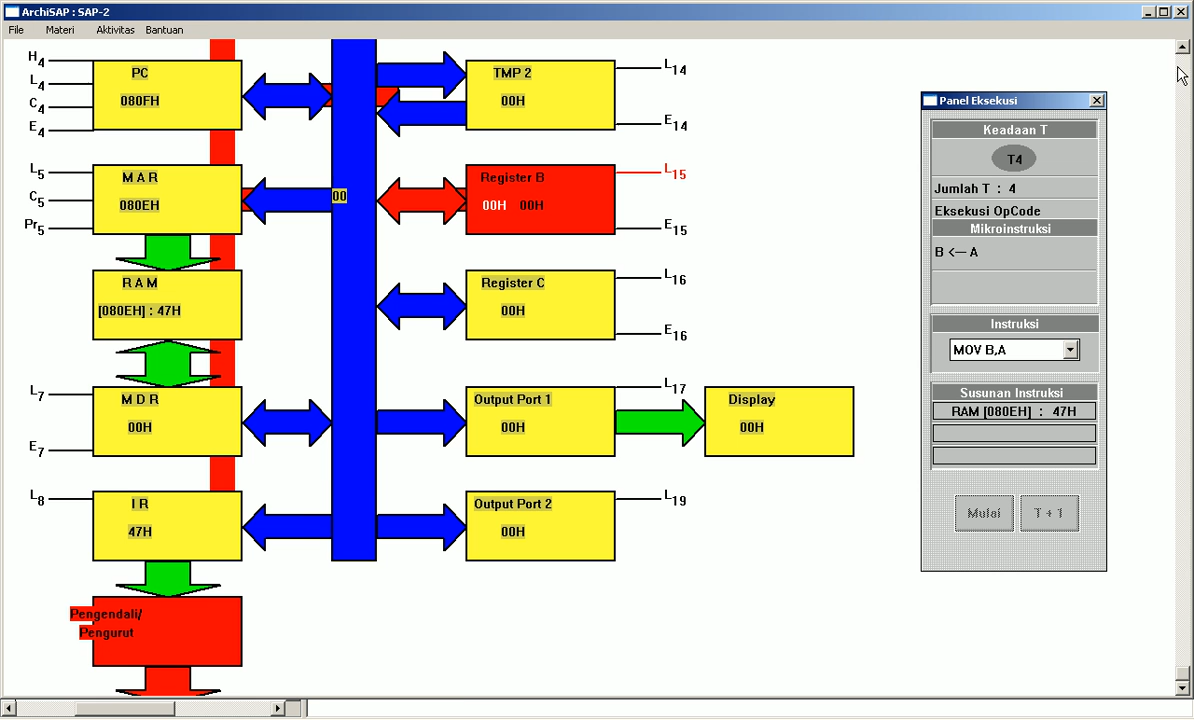 ArchiSAP : SAP-2
File Materi Aktivitas Bantuan
H4
L4
C4
E4
PC
080FH
TMP 2
00H
L14
E14
L5
C5
Pr5
M A R
080EH
00
Register B
00H 00H
L15
E15
R A M
[080EH] : 47H
Register C
00H
L16
E16
L7
E7
M D R
00H
Output Port 1
00H
L17
Display
00H
L8
I R
47H
Output Port 2
00H
L19
Pengendali/
Pengurut
Panel Eksekusi
Keadaan T
T4
Jumlah T : 4
Eksekusi OpCode
Mikroinstruksi
B <— A
Instruksi
MOV B,A
Susunan Instruksi
RAM [080EH] : 47H
Mulai T + 1